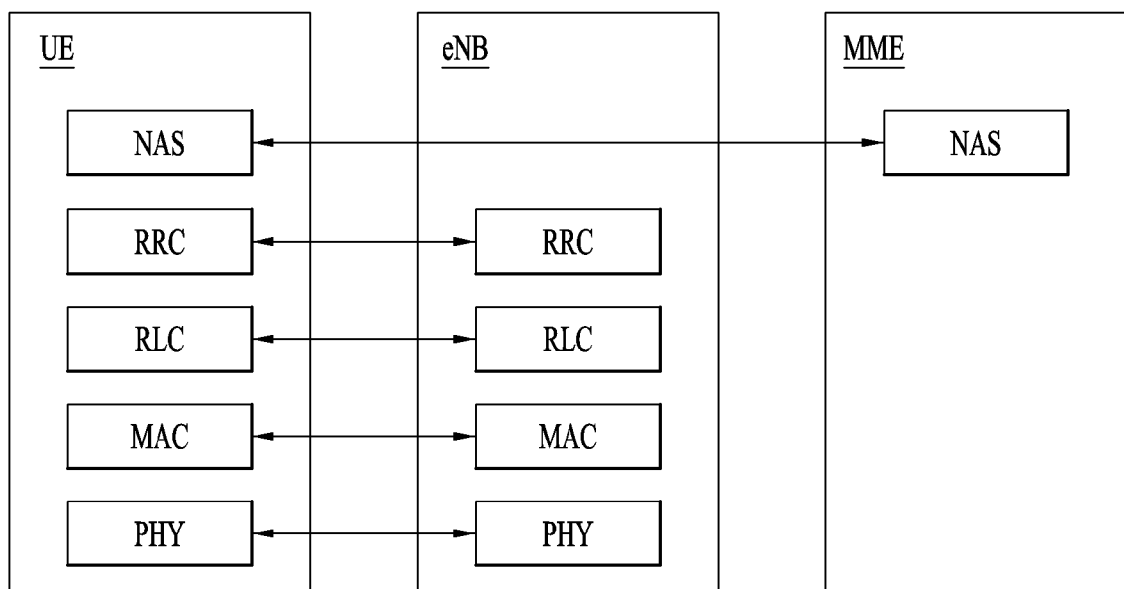 UE eNB MME
NAS NAS
RRC RRC
RLC RLC
MAC MAC
PHY PHY